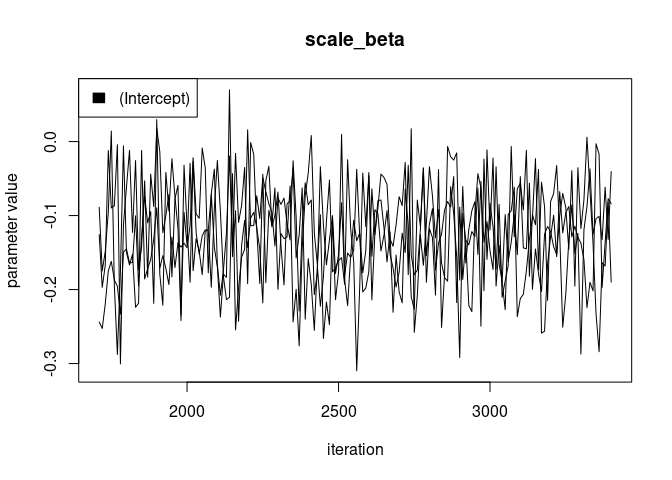 scale_beta
(Intercept)
0.0
-0.1
-0.2
-0.3
parameter value
2000 2500 3000
iteration